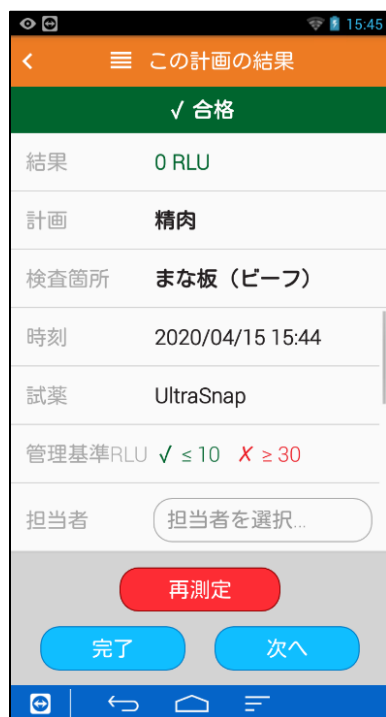 15:45
この計画の結果
√ 合格
結果 0 RLU
計画 精肉
検査箇所 まな板（ビーフ）
時刻 2020/04/15 15:44
試薬 UltraSnap
管理基準RLU √ ≤ 10 ✗ ≥ 30
担当者 担当者を選択...
再測定
完了 次へ